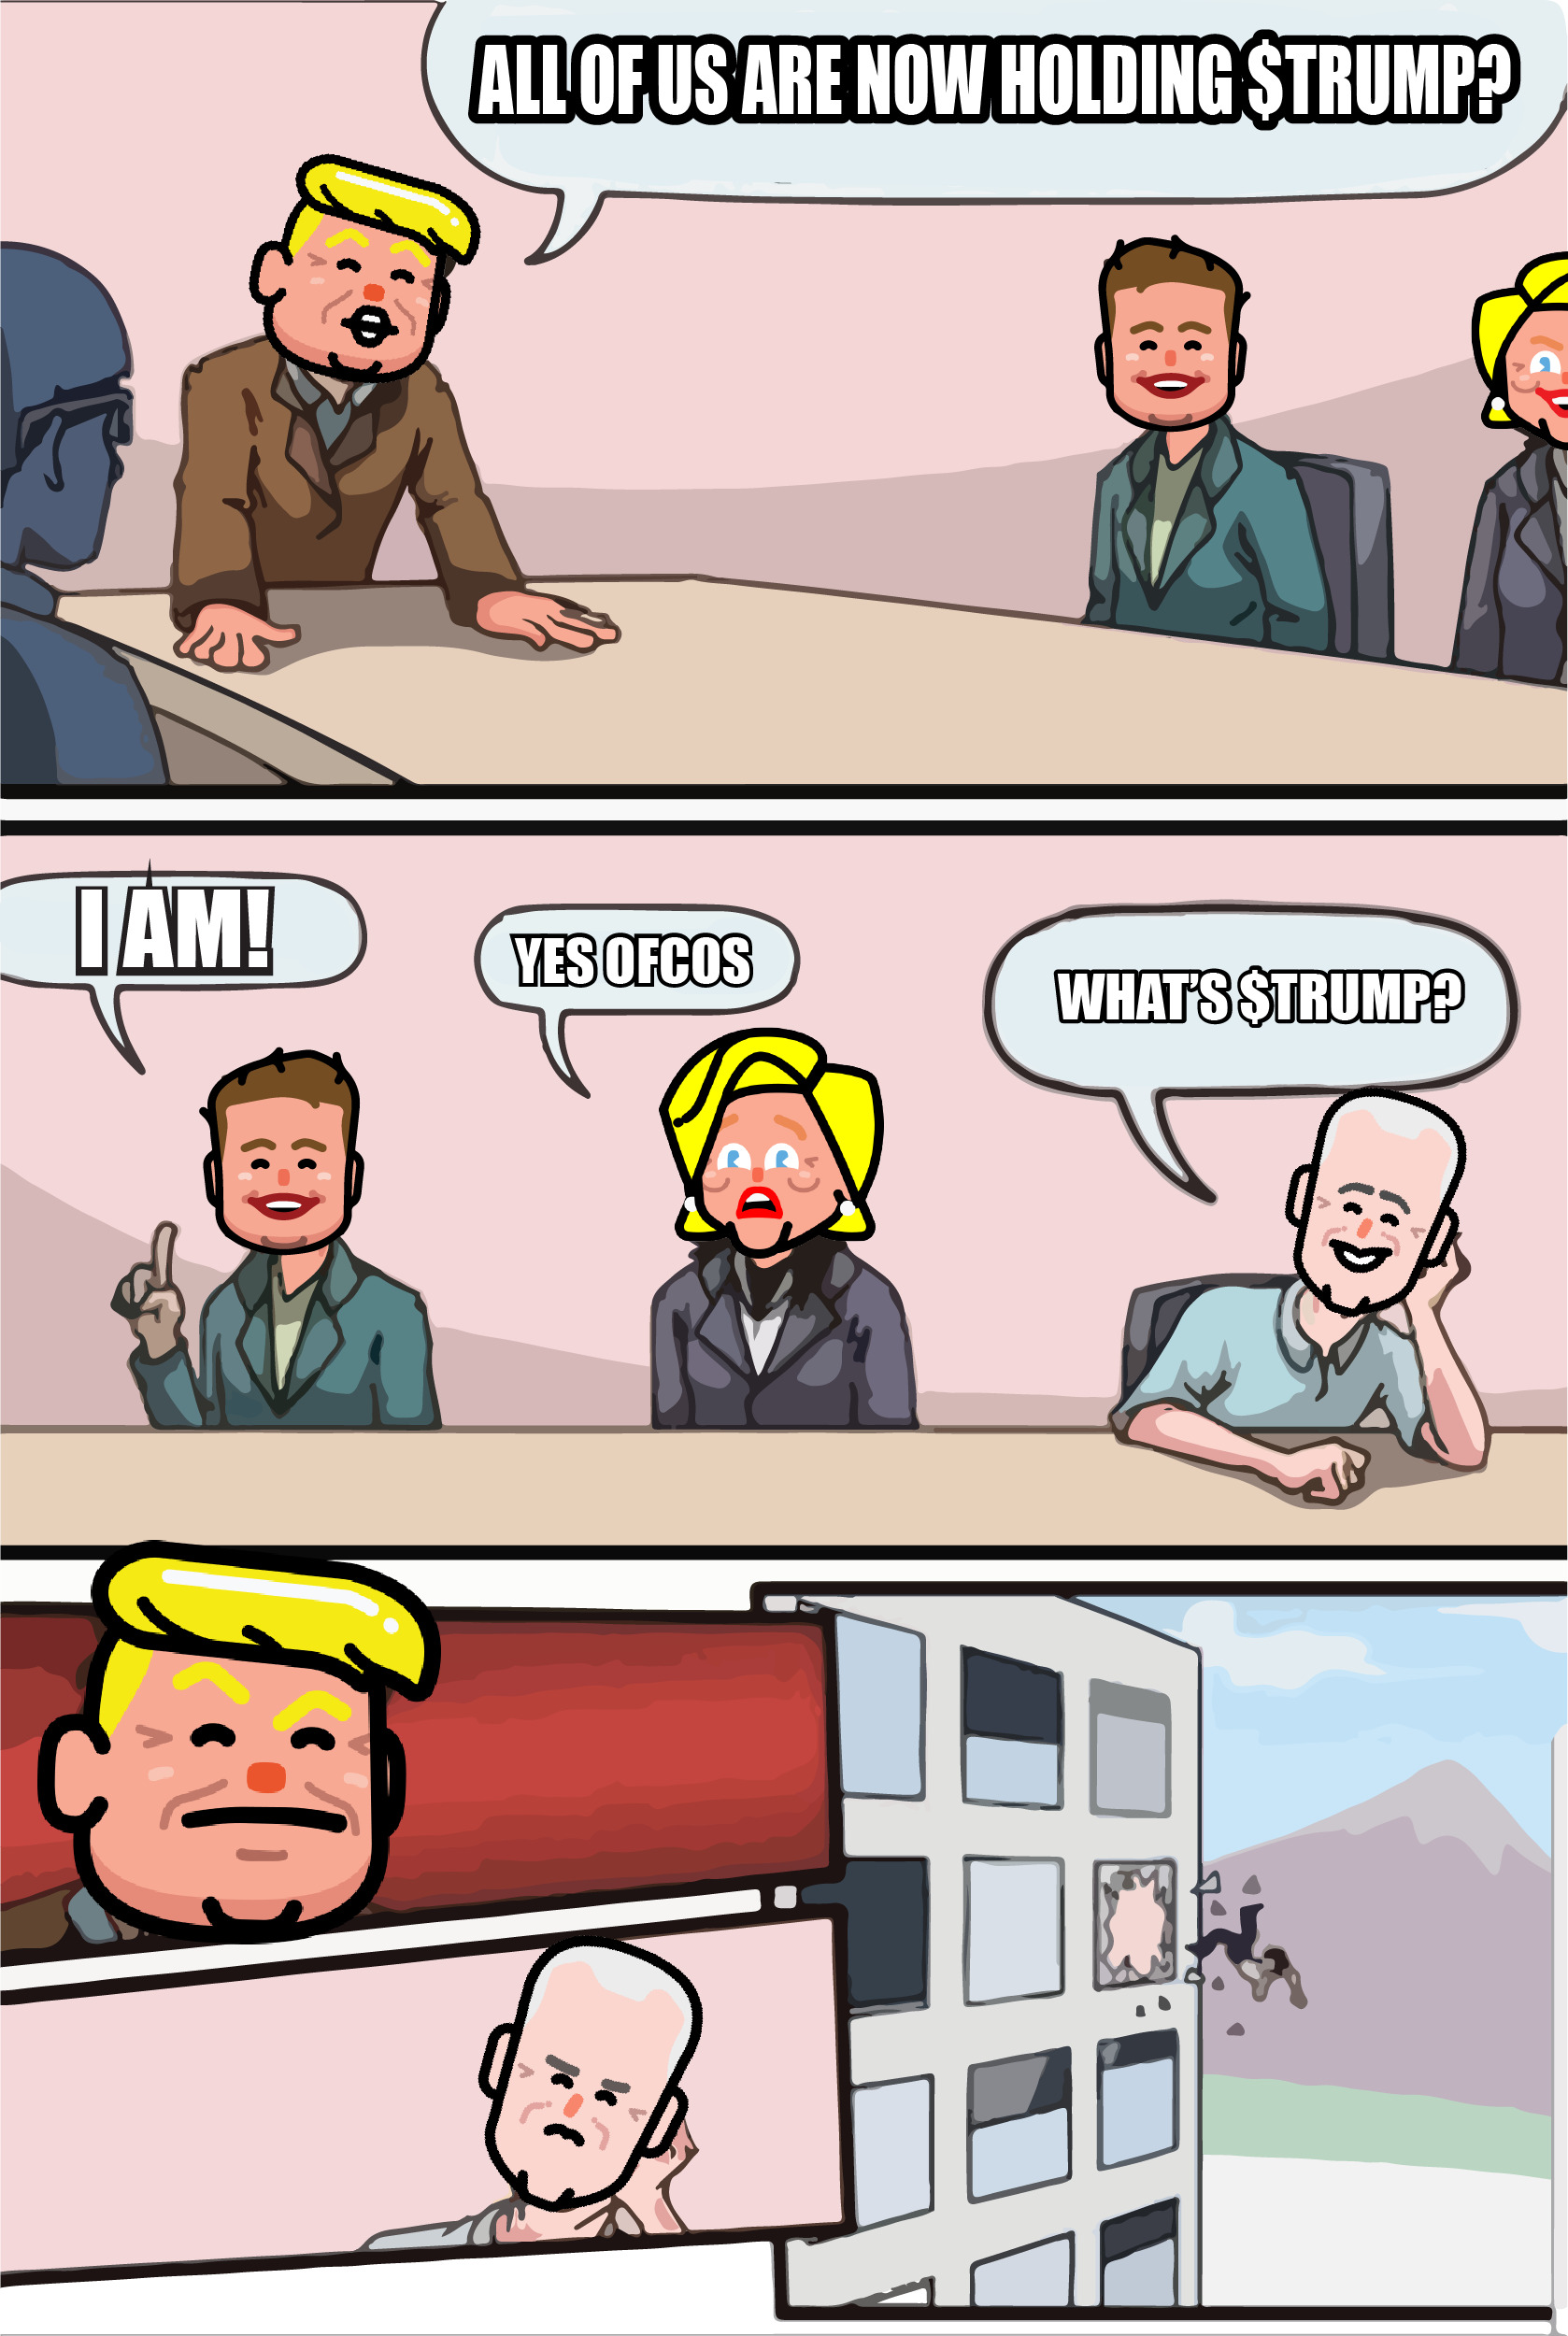 ALL OF US ARE NOW HOLDING $TRUMP?
I AM!
YES OFCOS
WHAT'S $TRUMP?